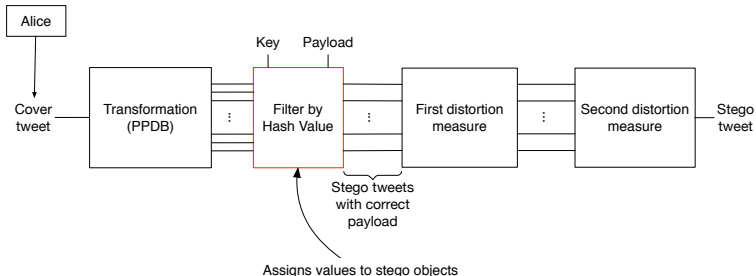 Alice
Key
Payload
Cover
tweet
Transformation
(PPDB)
⋮
Filter by
Hash Value
⋮
First distortion
measure
⋮
Second distortion
measure
Stego
tweet
Stego tweets
with correct
payload
Assigns values to stego objects